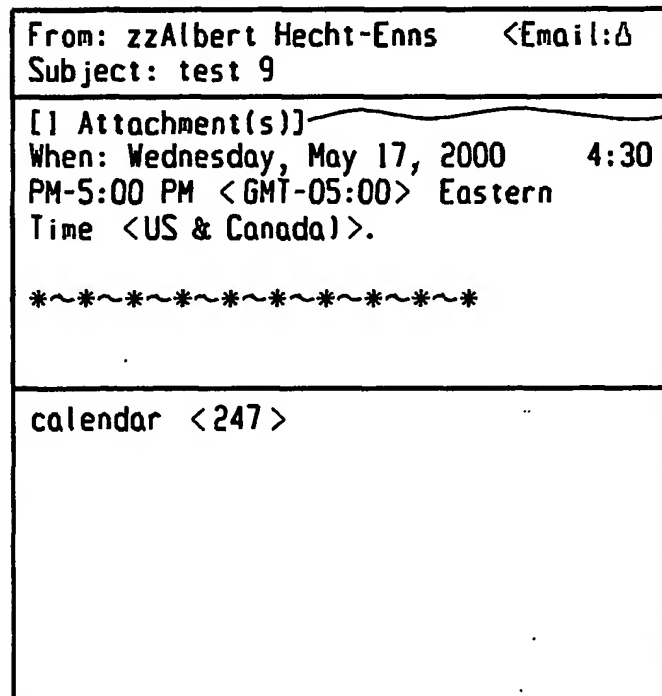 From: zzAlbert Hecht-Enns <Email:
Subject: test 9
[1 Attachment(s)]
When: Wednesday, May 17, 2000 4:30
PM-5:00 PM <GMT-05:00> Eastern
Time <US & Canada)>.
*~*~*~*~*~*~*~*~*~*
calendar <247>